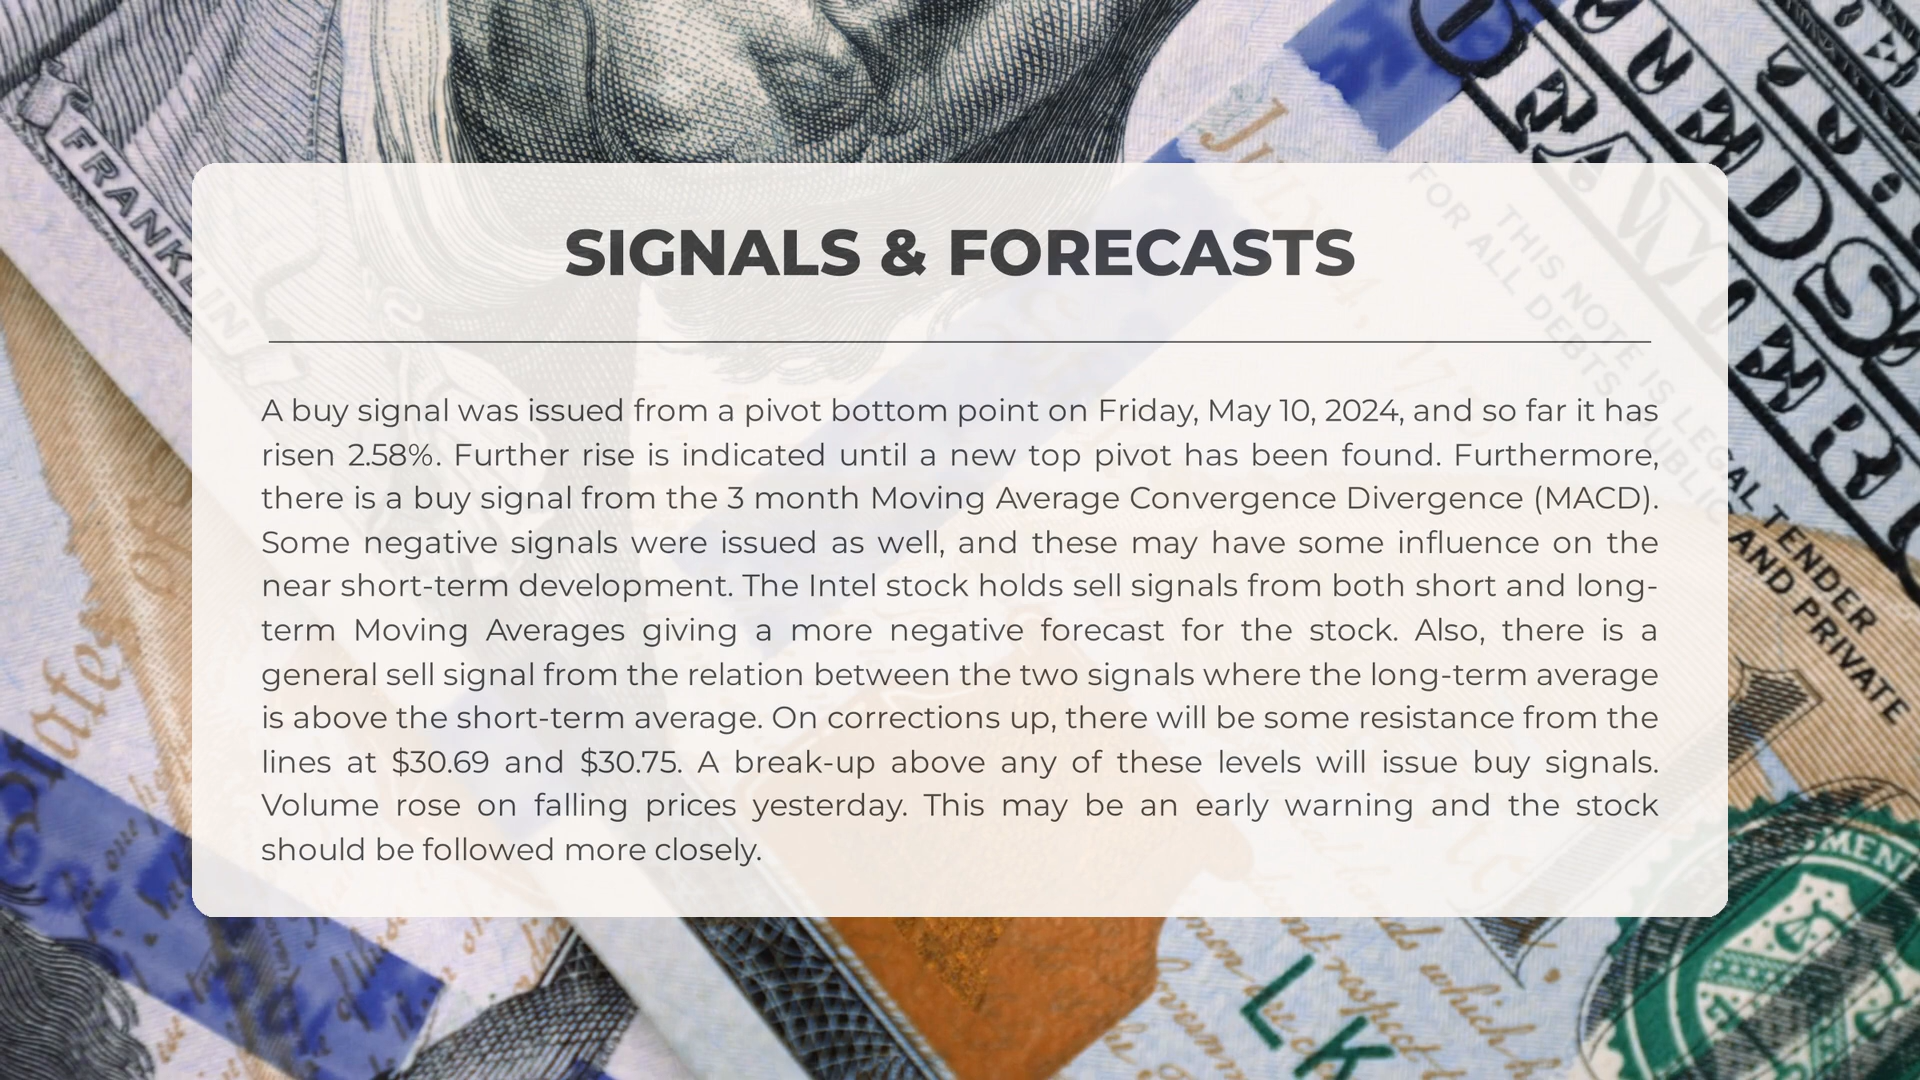 SIGNALS & FORECASTS
A buy signal was issued from a pivot bottom point on Friday, May 10, 2024, and so far it has
risen 2.58%. Further rise is indicated until a new top pivot has been found. Furthermore,
there is a buy signal from the 3 month Moving Average Convergence Divergence (MACD).
Some negative signals were issued as well, and these may have some influence on the
near short-term development. The Intel stock holds sell signals from both short and long-
term Moving Averages giving a more negative forecast for the stock. Also, there is a
general sell signal from the relation between the two signals where the long-term average
is above the short-term average. On corrections up, there will be some resistance from the
lines at $30.69 and $30.75. A break-up above any of these levels will issue buy signals.
Volume rose on falling prices yesterday. This may be an early warning and the stock
should be followed more closely.
FRANKLIN
JULY 4, 177
THIS NOTE IS LEGAL TENDER
FOR ALL DEBTS PUBLIC AND PRIVATE
L K